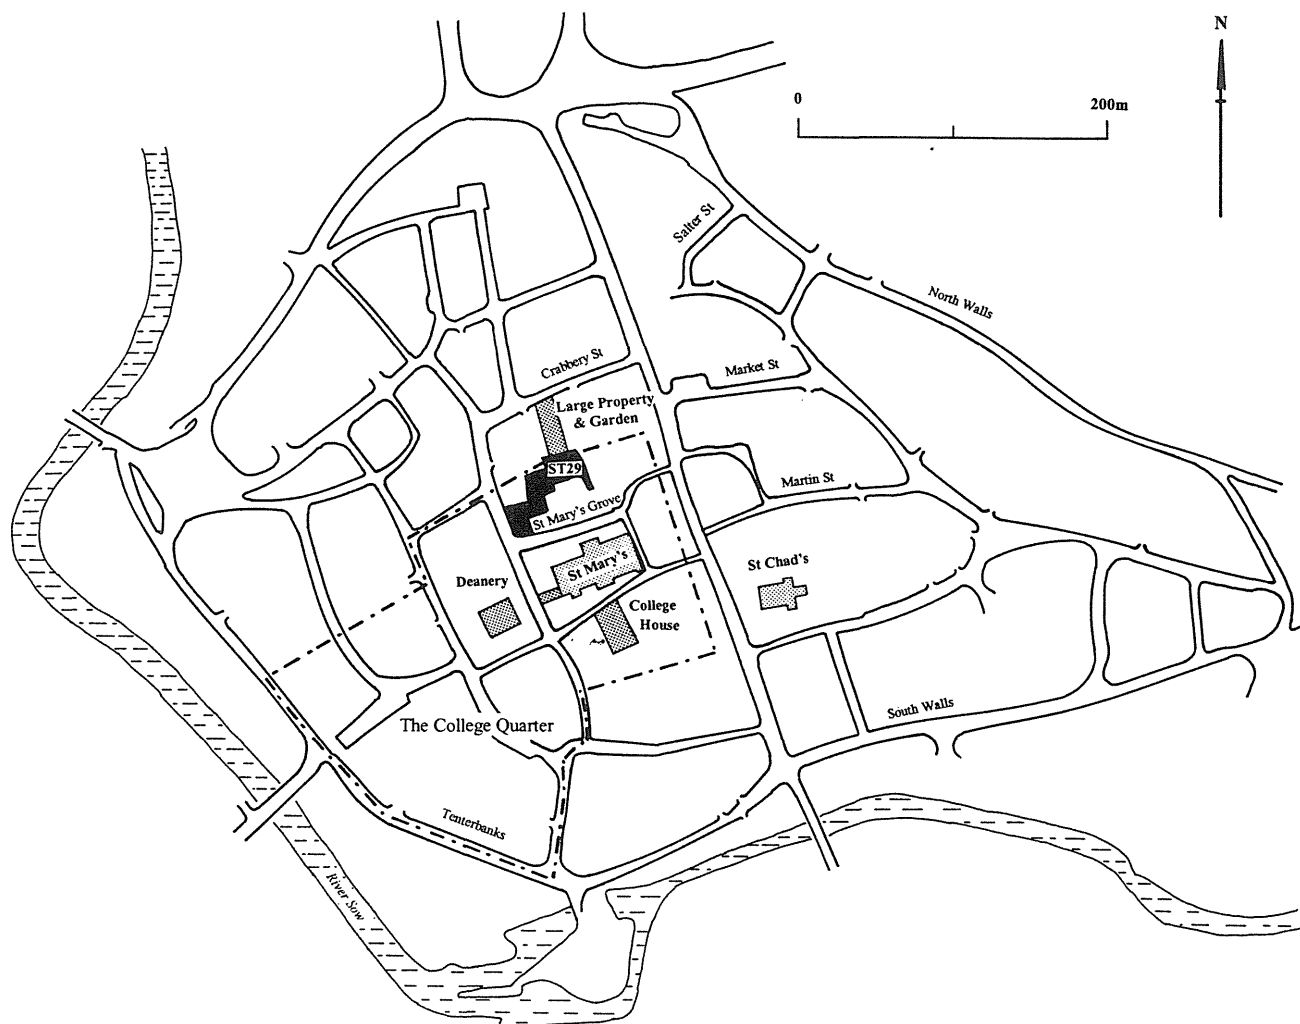 N
0
200m
Salter St
North Walls
Crabbery St
Market St
Large Property
& Garden
ST29
Martin St
St Mary's Grove
St Mary's
St Chad's
Deanery
College
House
South Walls
The College Quarter
Tenterbanks
River Sow